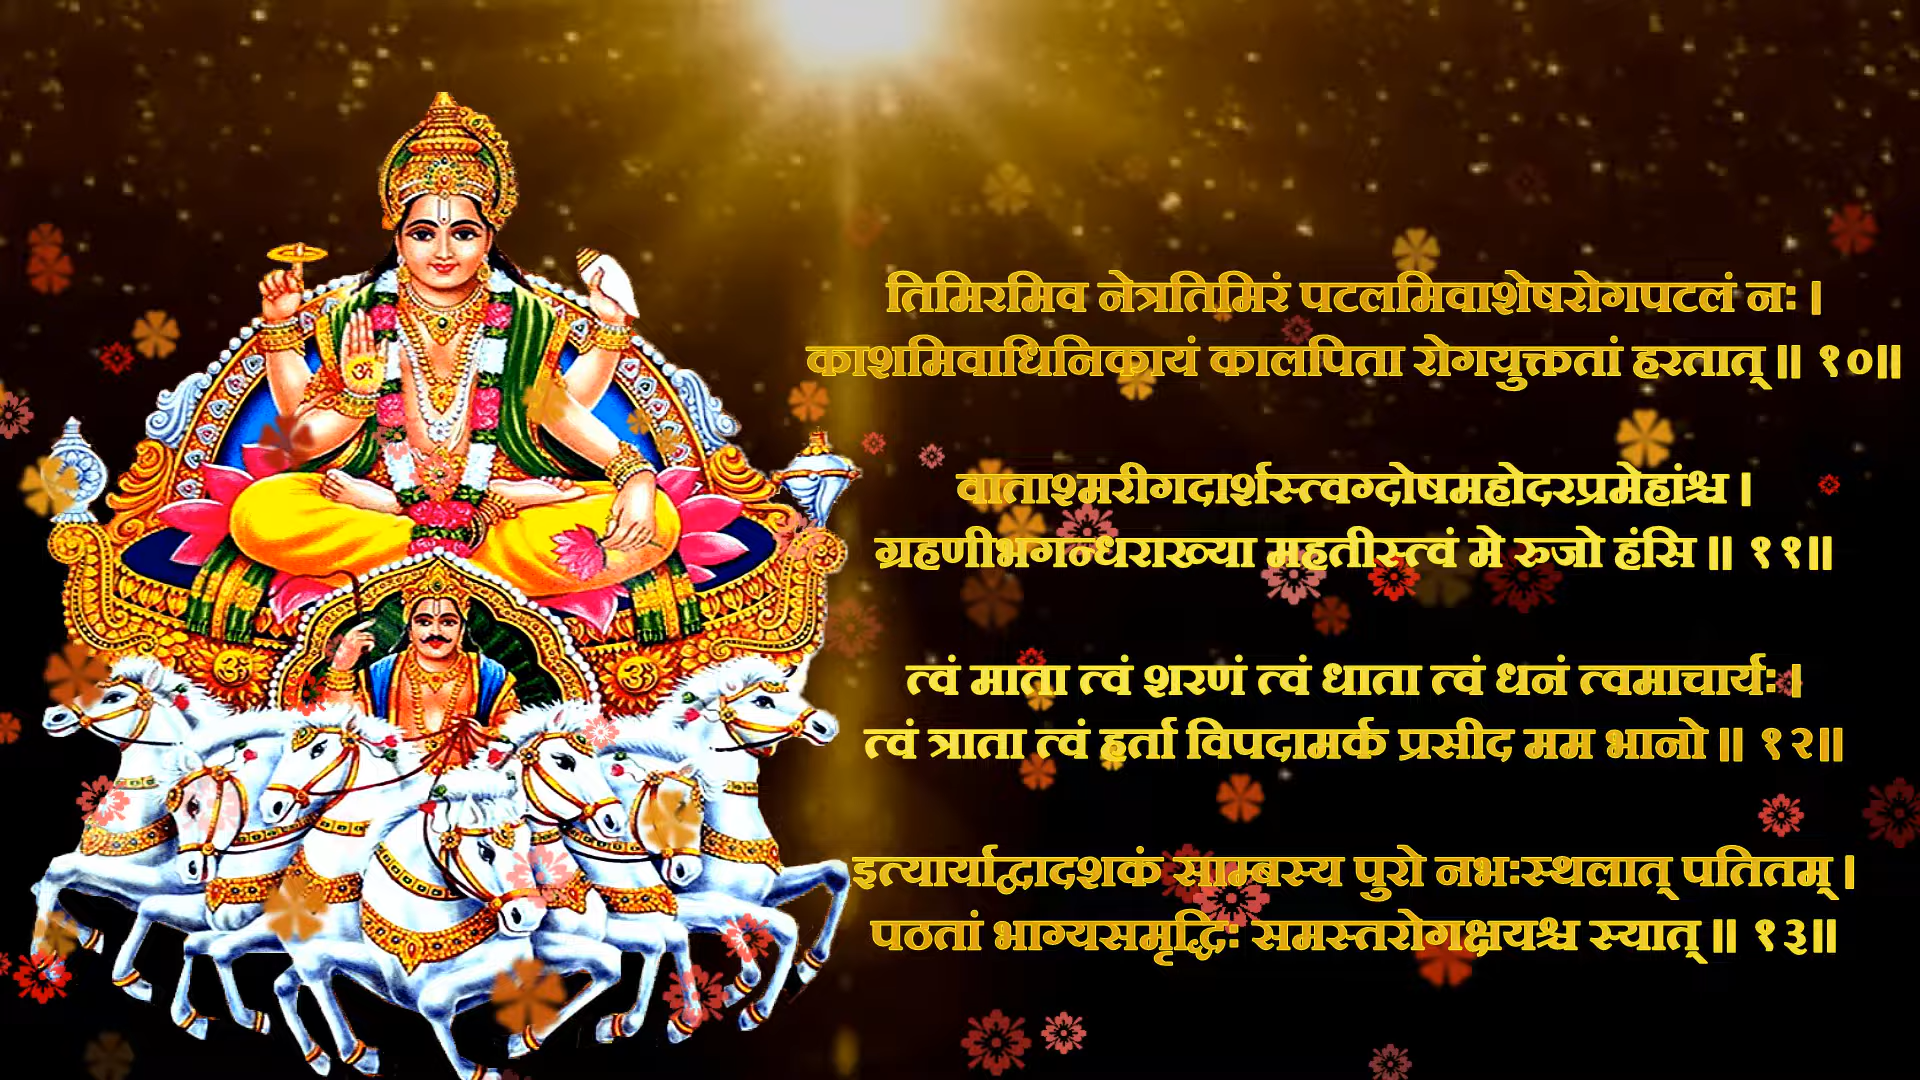 तिमिरमिव नेत्रतिमिरं पटलमिवाशेषरोगपटलं नः ।
काशमिवाधिनिकायं कालपिता रोगयुक्ततां हरतात् ॥ १०॥
वाताश्मरीगदार्शस्त्वग्दोषमहोदरप्रमेहांश्च ।
ग्रहणीभगन्धराख्या महतीस्त्वं मे रुजो हंसि ॥ ११॥
त्वं माता त्वं शरणं त्वं धाता त्वं धनं त्वमाचार्यः ।
त्वं त्राता त्वं हर्ता विपदामर्क प्रसीद मम भानो ॥ १२॥
इत्यार्याद्वादशकं साम्बस्य पुरो नभःस्थलात् पतितम् ।
पठतां भाग्यसमृद्धिः समस्तरोगक्षयश्च स्यात् ॥ १३॥
ॐ
ॐ
ॐ